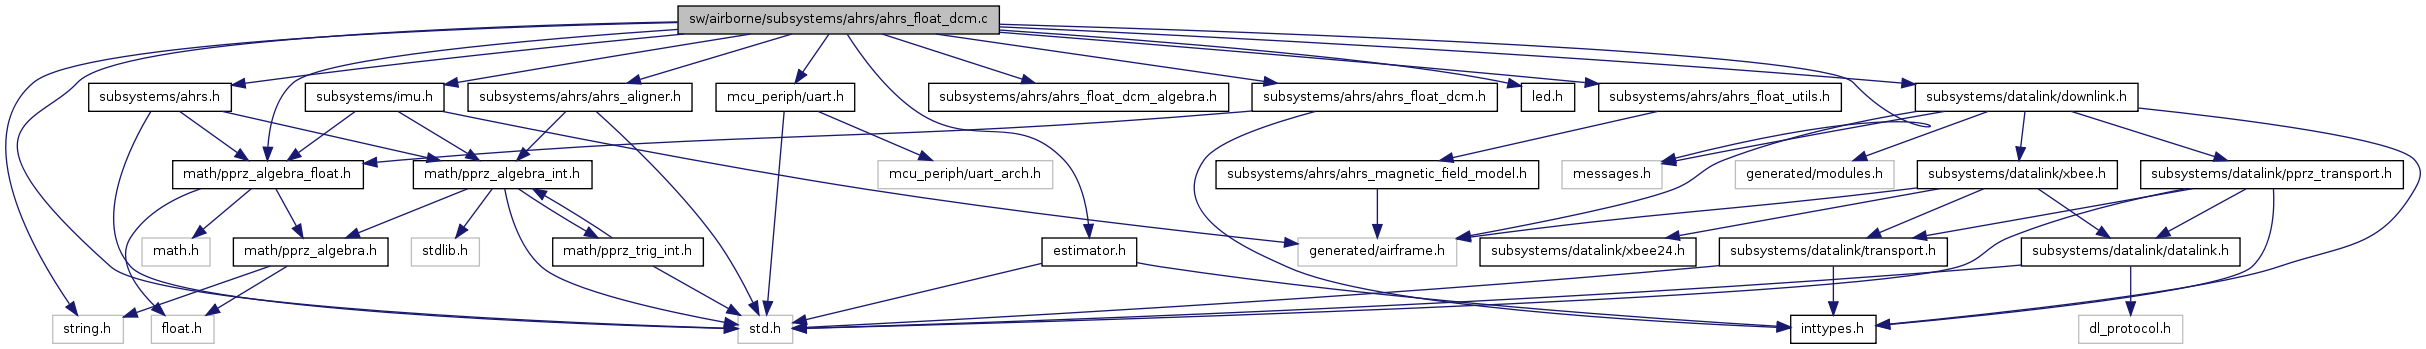 sw/airborne/subsystems/ahrs/ahrs_float_dcm.c
subsystems/ahrs.h
subsystems/imu.h
subsystems/ahrs/ahrs_aligner.h
mcu_periph/uart.h
subsystems/ahrs/ahrs_float_dcm_algebra.h
subsystems/ahrs/ahrs_float_dcm.h
led.h
subsystems/ahrs/ahrs_float_utils.h
subsystems/datalink/downlink.h
math/pprz_algebra_float.h
math/pprz_algebra_int.h
mcu_periph/uart_arch.h
subsystems/ahrs/ahrs_magnetic_field_model.h
messages.h
generated/modules.h
subsystems/datalink/xbee.h
subsystems/datalink/pprz_transport.h
math.h
math/pprz_algebra.h
stdlib.h
math/pprz_trig_int.h
estimator.h
generated/airframe.h
subsystems/datalink/xbee24.h
subsystems/datalink/transport.h
subsystems/datalink/datalink.h
string.h
float.h
std.h
inttypes.h
dl_protocol.h